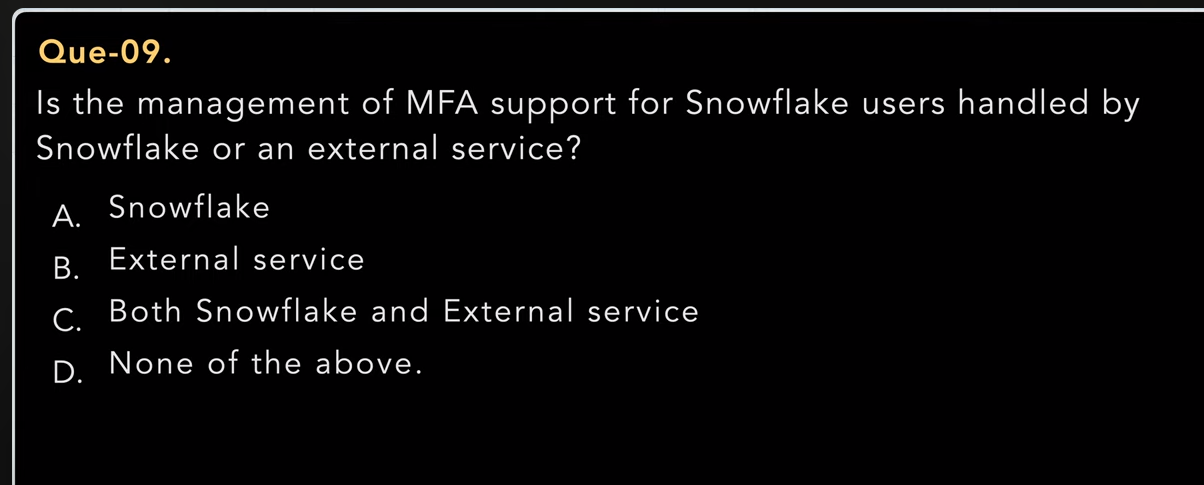 Que-09.
Is the management of MFA support for Snowflake users handled by
Snowflake or an external service?
A. Snowflake
B. External service
C. Both Snowflake and External service
D. None of the above.